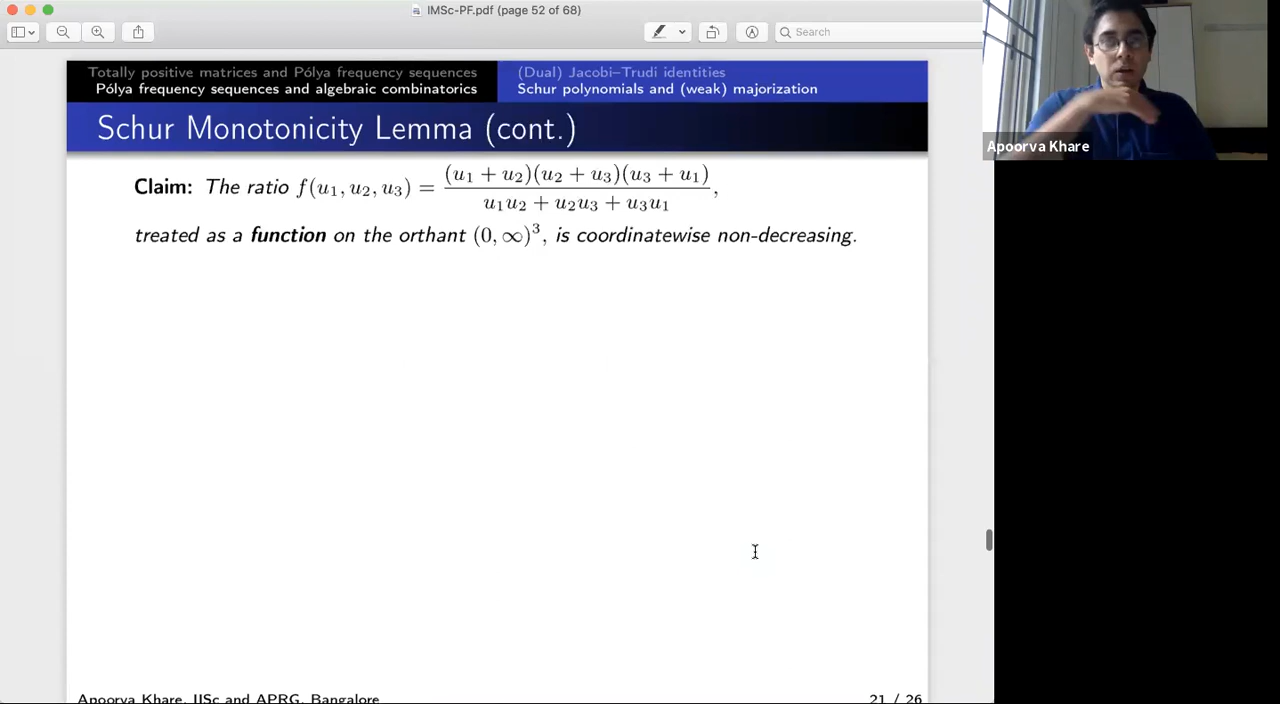 IMSc-PF.pdf (page 52 of 68)
Search
Totally positive matrices and Pólya frequency sequences
Pólya frequency sequences and algebraic combinatorics
(Dual) Jacobi–Trudi identities
Schur polynomials and (weak) majorization
Schur Monotonicity Lemma (cont.)
Claim: The ratio f(u₁, u₂, u₃) = (u₁ + u₂)(u₂ + u₃)(u₃ + u₁) / u₁u₂ + u₂u₃ + u₃u₁,
treated as a function on the orthant (0, ∞)³, is coordinatewise non-decreasing.
Apoorva Khare, IISc and APRG, Bangalore
21 / 26
Apoorva Khare